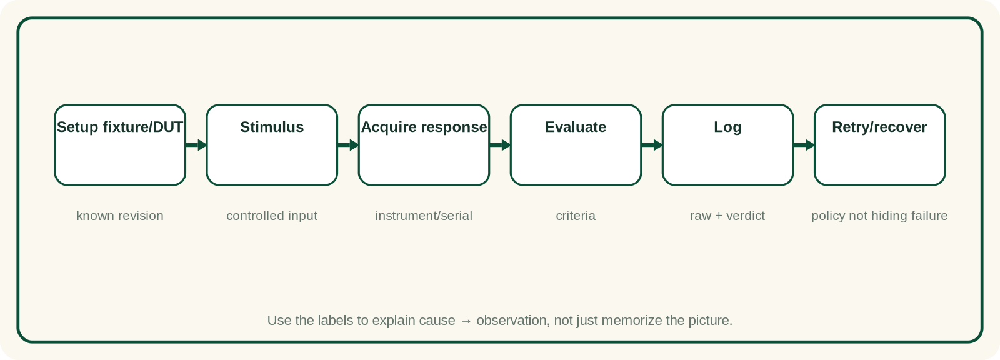 Setup fixture/DUT
Stimulus
Acquire response
Evaluate
Log
Retry/recover
known revision
controlled input
instrument/serial
criteria
raw + verdict
policy not hiding failure
Use the labels to explain cause → observation, not just memorize the picture.